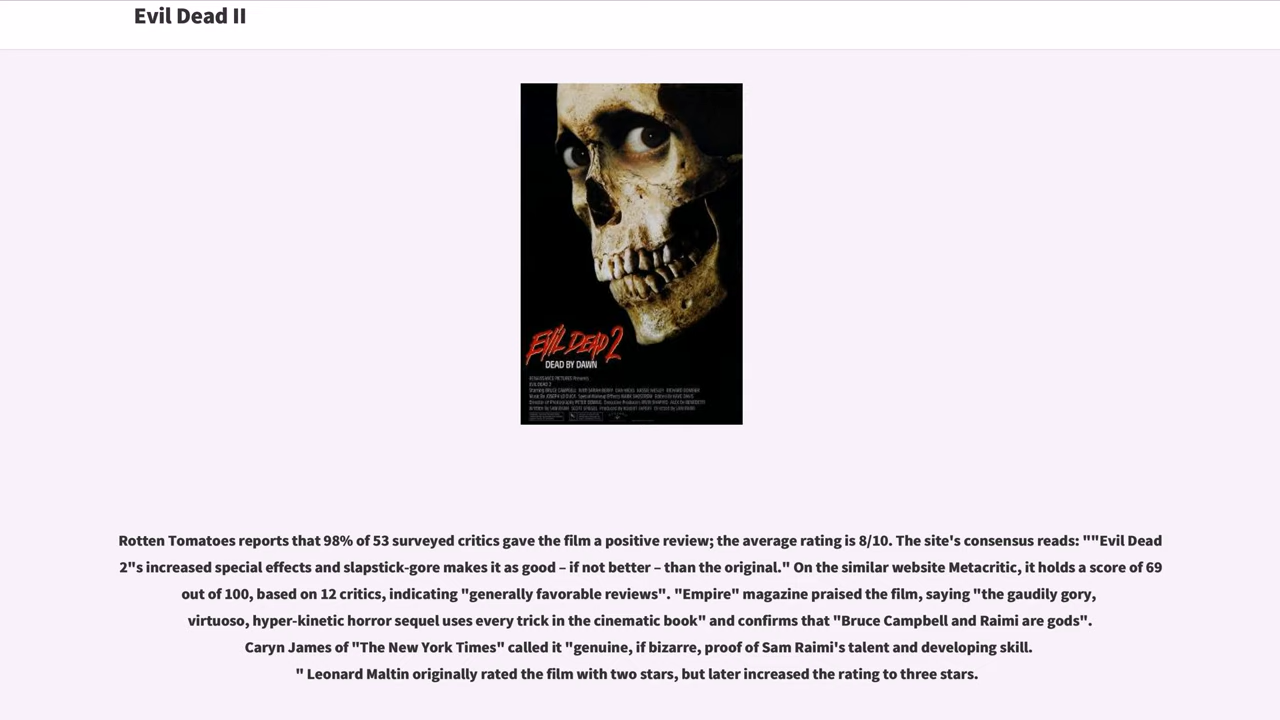 Evil Dead II
EVIL DEAD 2
DEAD BY DAWN
EVIL DEAD 2
Rotten Tomatoes reports that 98% of 53 surveyed critics gave the film a positive review; the average rating is 8/10. The site's consensus reads: ""Evil Dead
2"s increased special effects and slapstick-gore makes it as good – if not better – than the original." On the similar website Metacritic, it holds a score of 69
out of 100, based on 12 critics, indicating "generally favorable reviews". "Empire" magazine praised the film, saying "the gaudily gory,
virtuoso, hyper-kinetic horror sequel uses every trick in the cinematic book" and confirms that "Bruce Campbell and Raimi are gods".
Caryn James of "The New York Times" called it "genuine, if bizarre, proof of Sam Raimi's talent and developing skill.
" Leonard Maltin originally rated the film with two stars, but later increased the rating to three stars.